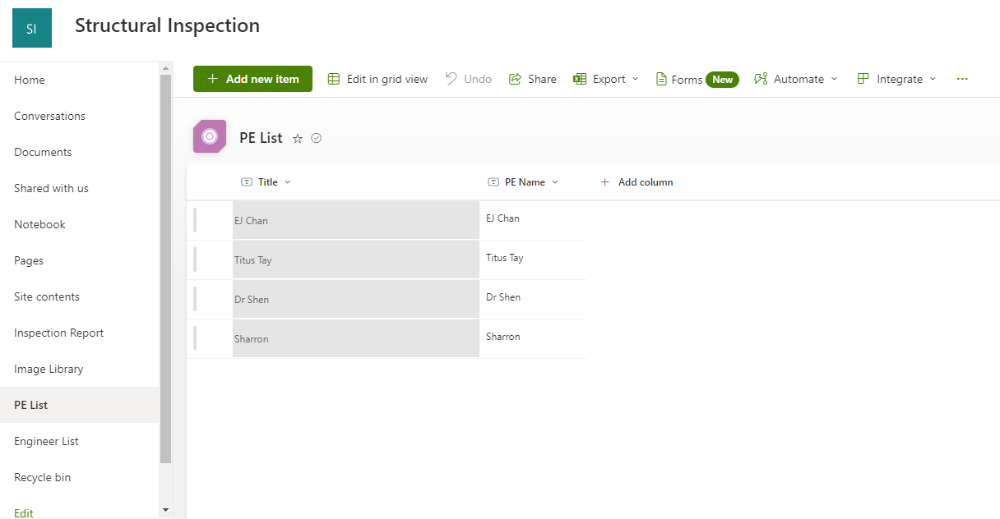 SI
Structural Inspection
Home
Conversations
Documents
Shared with us
Notebook
Pages
Site contents
Inspection Report
Image Library
PE List
Engineer List
Recycle bin
Edit
Add new item Edit in grid view Undo Share Export Forms New Automate Integrate ...
PE List
Title PE Name Add column
EJ Chan EJ Chan
Titus Tay Titus Tay
Dr Shen Dr Shen
Sharron Sharron